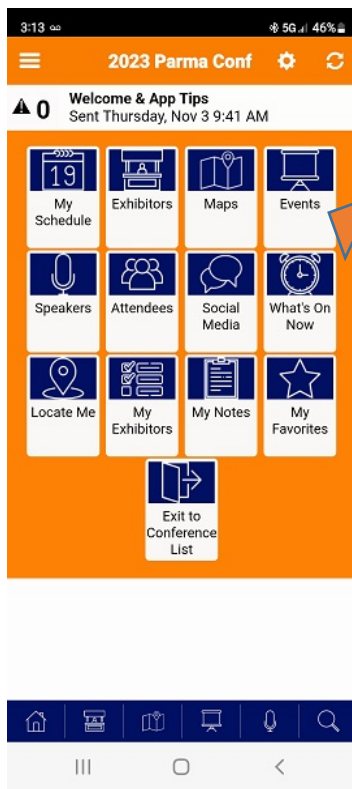 3:13
5G 46%
2023 Parma Conf
0
Welcome & App Tips
Sent Thursday, Nov 3 9:41 AM
19
My Schedule
Exhibitors
Maps
Events
Speakers
Attendees
Social Media
What's On Now
Locate Me
My Exhibitors
My Notes
My Favorites
Exit to
Conference
List